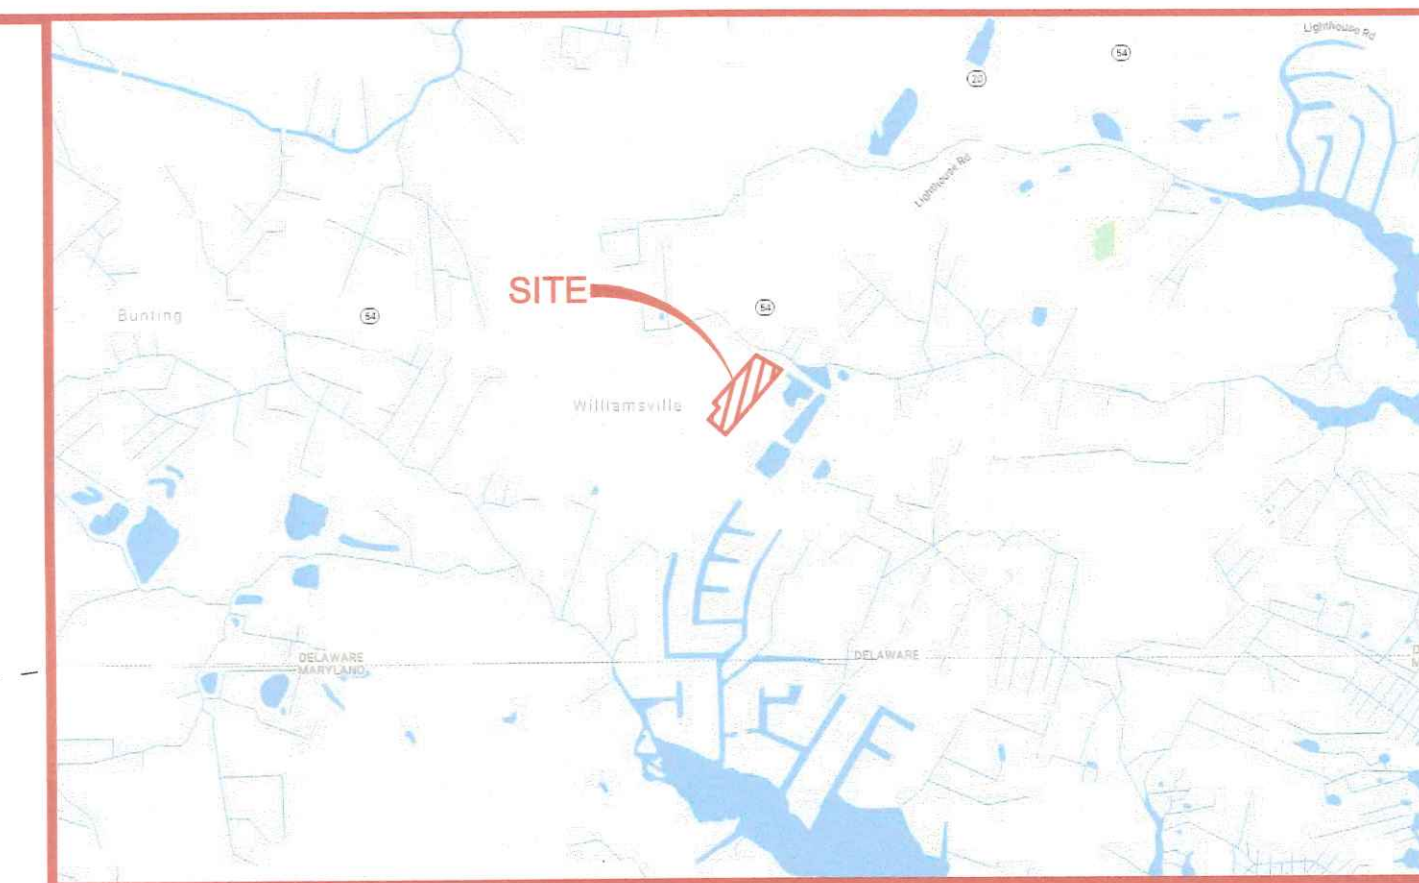 Lighthouse Rd
54
20
Lighthouse Rd
SITE
54
Bunting
54
Williamsville
DELAWARE
MARYLAND
DELAWARE